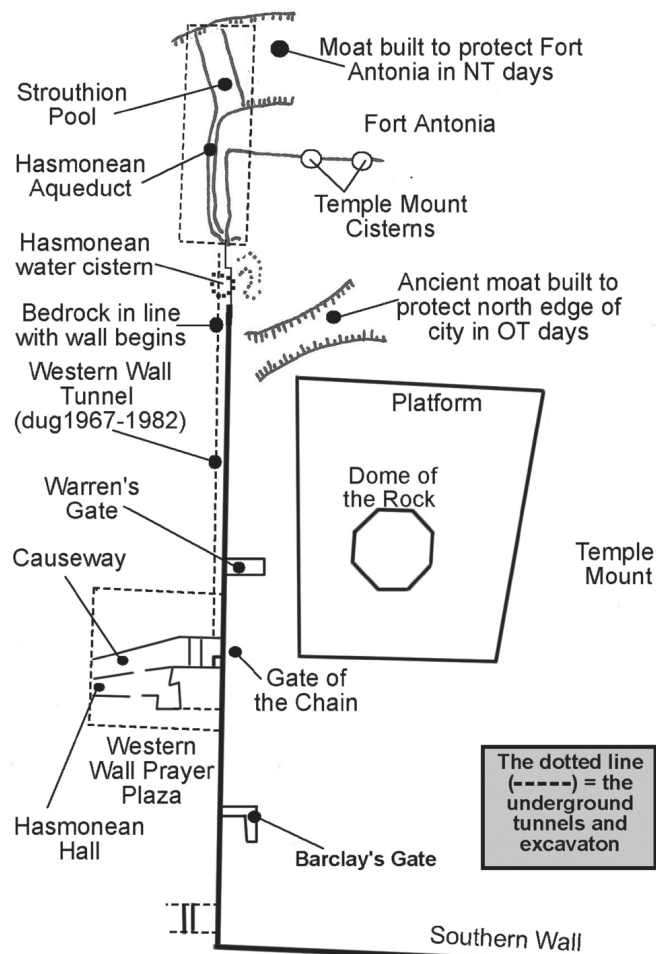 Moat built to protect Fort
Antonia in NT days
Strouthion
Pool
Fort Antonia
Hasmonean
Aqueduct
Temple Mount
Cisterns
Hasmonean
water cistern
Ancient moat built to
protect north edge of
city in OT days
Bedrock in line
with wall begins
Western Wall
Tunnel
(dug1967-1982)
Platform
Warren's
Gate
Dome of
the Rock
Causeway
Temple
Mount
Gate of
the Chain
Western
Wall Prayer
Plaza
Hasmonean
Hall
The dotted line
(-----) = the
underground
tunnels and
excavaton
Barclay's Gate
Southern Wall